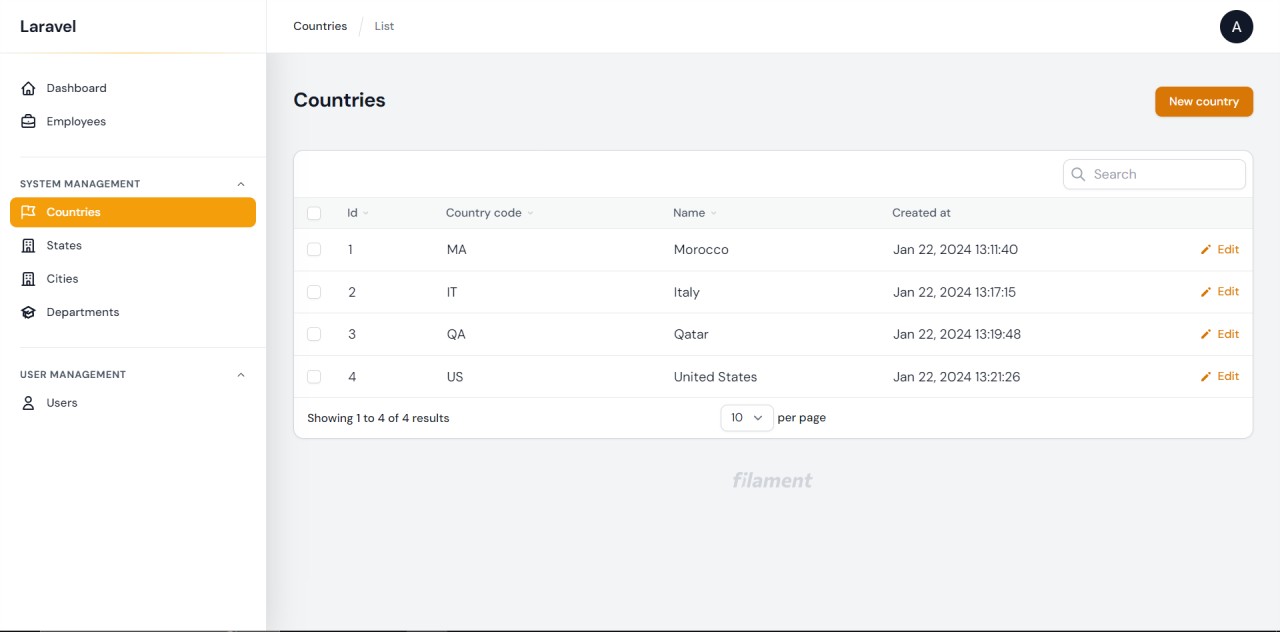 Laravel
Countries / List
A
Dashboard
Employees
SYSTEM MANAGEMENT
Countries
States
Cities
Departments
USER MANAGEMENT
Users
Countries
New country
Search
Id Country code Name Created at
1 MA Morocco Jan 22, 2024 13:11:40 Edit
2 IT Italy Jan 22, 2024 13:17:15 Edit
3 QA Qatar Jan 22, 2024 13:19:48 Edit
4 US United States Jan 22, 2024 13:21:26 Edit
Showing 1 to 4 of 4 results 10 per page
filament